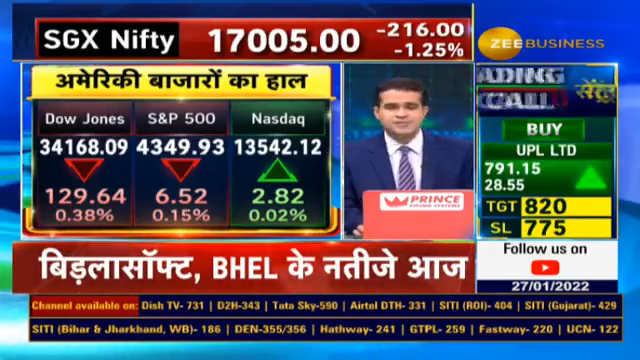 SGX Nifty 17005.00 -216.00
-1.25%
ZEE BUSINESS
अमेरिकी बाजारों का हाल
Dow Jones S&P 500 Nasdaq
34168.09 4349.93 13542.12
129.64 6.52 2.82
0.38% 0.15% 0.02%
PRINCE
PIPING SYSTEMS
CALL
BUY
UPL LTD
791.15
28.55
TGT 820
SL 775
Follow us on
27/01/2022
बिड़लासॉफ्ट, BHEL के नतीजे आज
Channel available on: Dish TV- 731 | D2H-343 | Tata Sky-590 | Airtel DTH- 331 | SITI (ROI)- 404 | SITI (Gujarat)- 429
SITI (Bihar & Jharkhand, WB)- 186 | DEN-355/356 | Hathway- 241 | GTPL- 259 | Fastway- 220 | UCN- 122